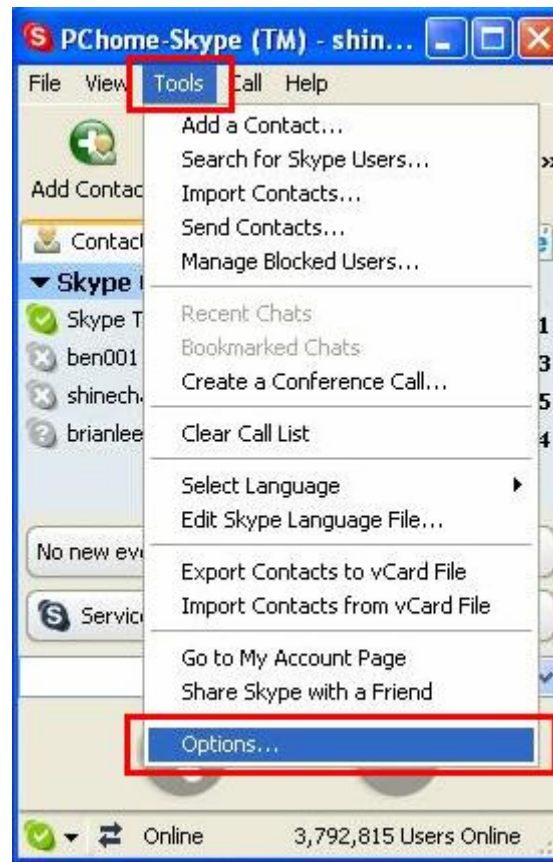 PChome-Skype (TM) - shin...
File View Tools Call Help
Add Contac
Contact
Skype
Skype T
ben001
shinech
brianlee
No new eve
Servic
Add a Contact...
Search for Skype Users...
Import Contacts...
Send Contacts...
Manage Blocked Users...
Recent Chats
Bookmarked Chats
Create a Conference Call...
Clear Call List
Select Language
Edit Skype Language File...
Export Contacts to vCard File
Import Contacts from vCard File
Go to My Account Page
Share Skype with a Friend
Options...
1
3
5
4
Online 3,792,815 Users Online